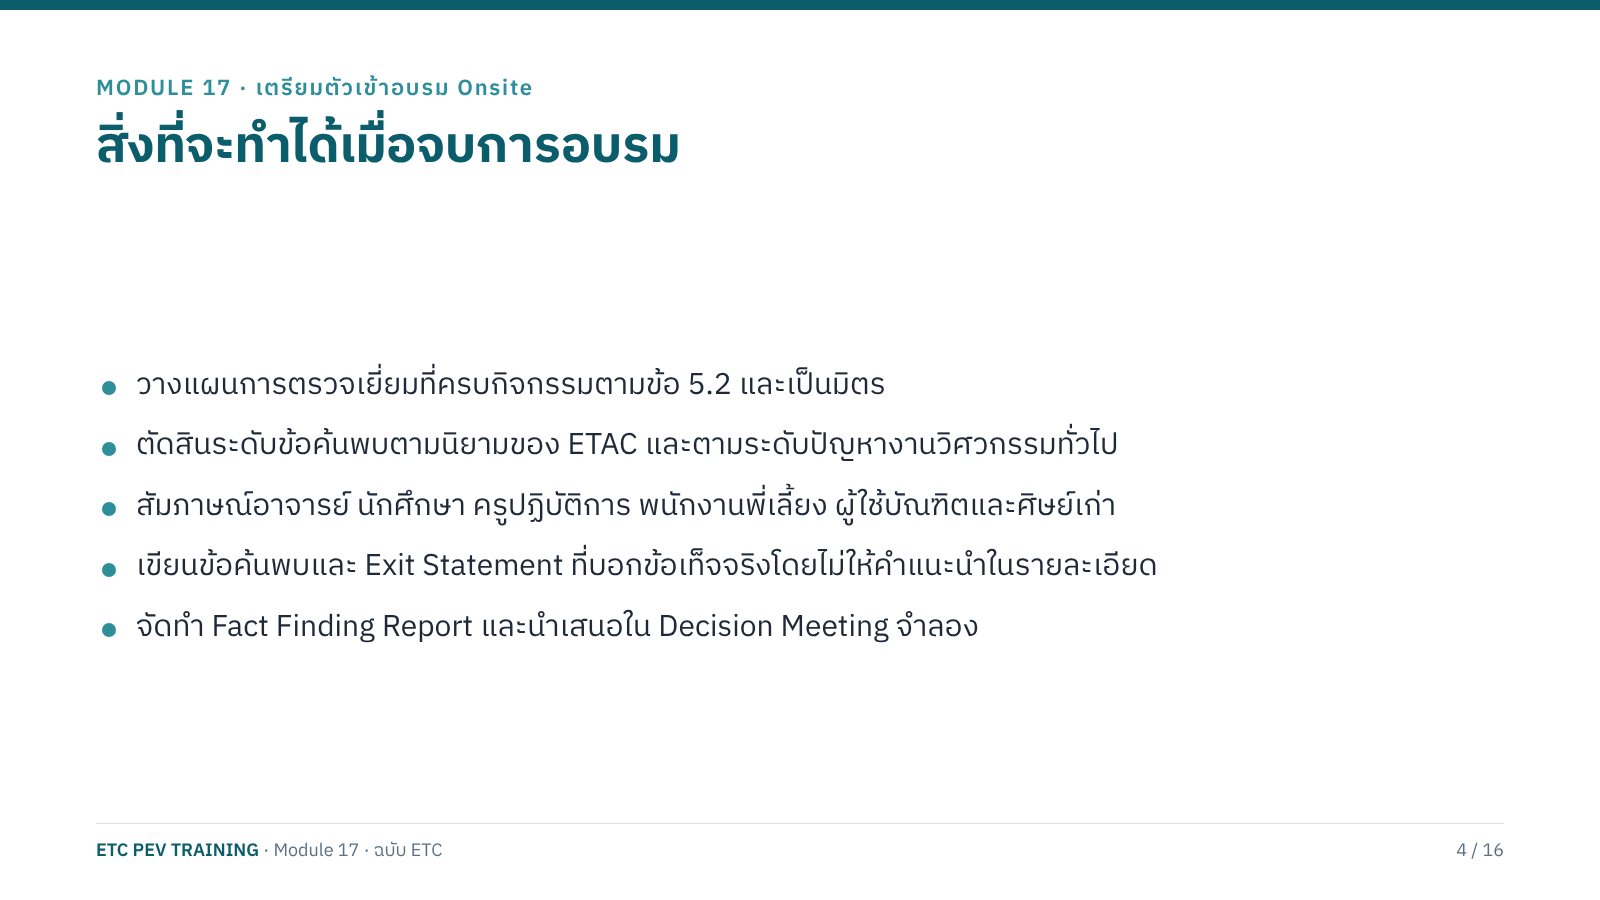 MODULE 17 · เตรียมตัวเข้าอบรม Onsite
สิ่งที่จะทำได้เมื่อจบการอบรม
วางแผนการตรวจเยี่ยมที่ครบกิจกรรมตามข้อ 5.2 และเป็นมิตร
ตัดสินระดับข้อค้นพบตามนิยามของ ETAC และตามระดับปัญหางานวิศวกรรมทั่วไป
สัมภาษณ์อาจารย์ นักศึกษา ครูปฏิบัติการ พนักงานพี่เลี้ยง ผู้ใช้บัณฑิตและศิษย์เก่า
เขียนข้อค้นพบและ Exit Statement ที่บอกข้อเท็จจริงโดยไม่ให้คำแนะนำในรายละเอียด
จัดทำ Fact Finding Report และนำเสนอใน Decision Meeting จำลอง
ETC PEV TRAINING · Module 17 · ฉบับ ETC
4 / 16